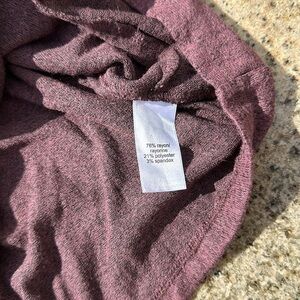 76% rayon/
rayonne
21% polyester
3% spandex